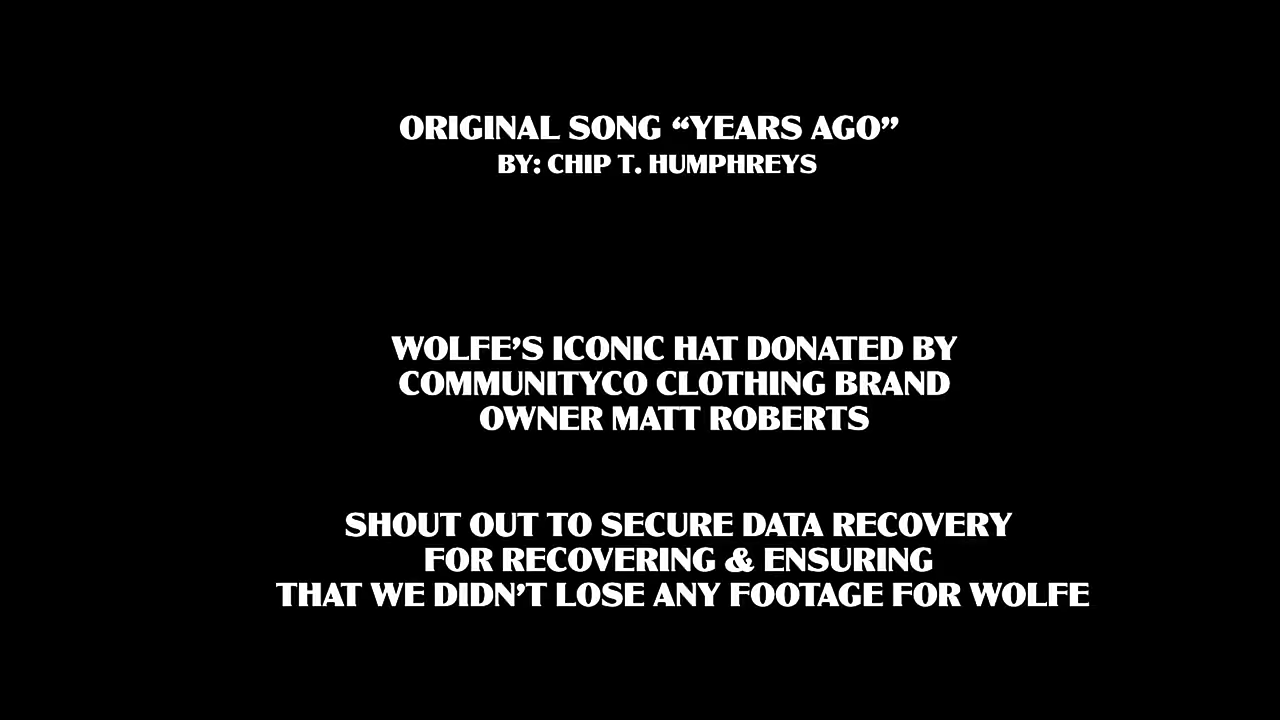 ORIGINAL SONG “YEARS AGO”
BY: CHIP T. HUMPHREYS
WOLFE’S ICONIC HAT DONATED BY
COMMUNITYCO CLOTHING BRAND
OWNER MATT ROBERTS
SHOUT OUT TO SECURE DATA RECOVERY
FOR RECOVERING & ENSURING
THAT WE DIDN’T LOSE ANY FOOTAGE FOR WOLFE